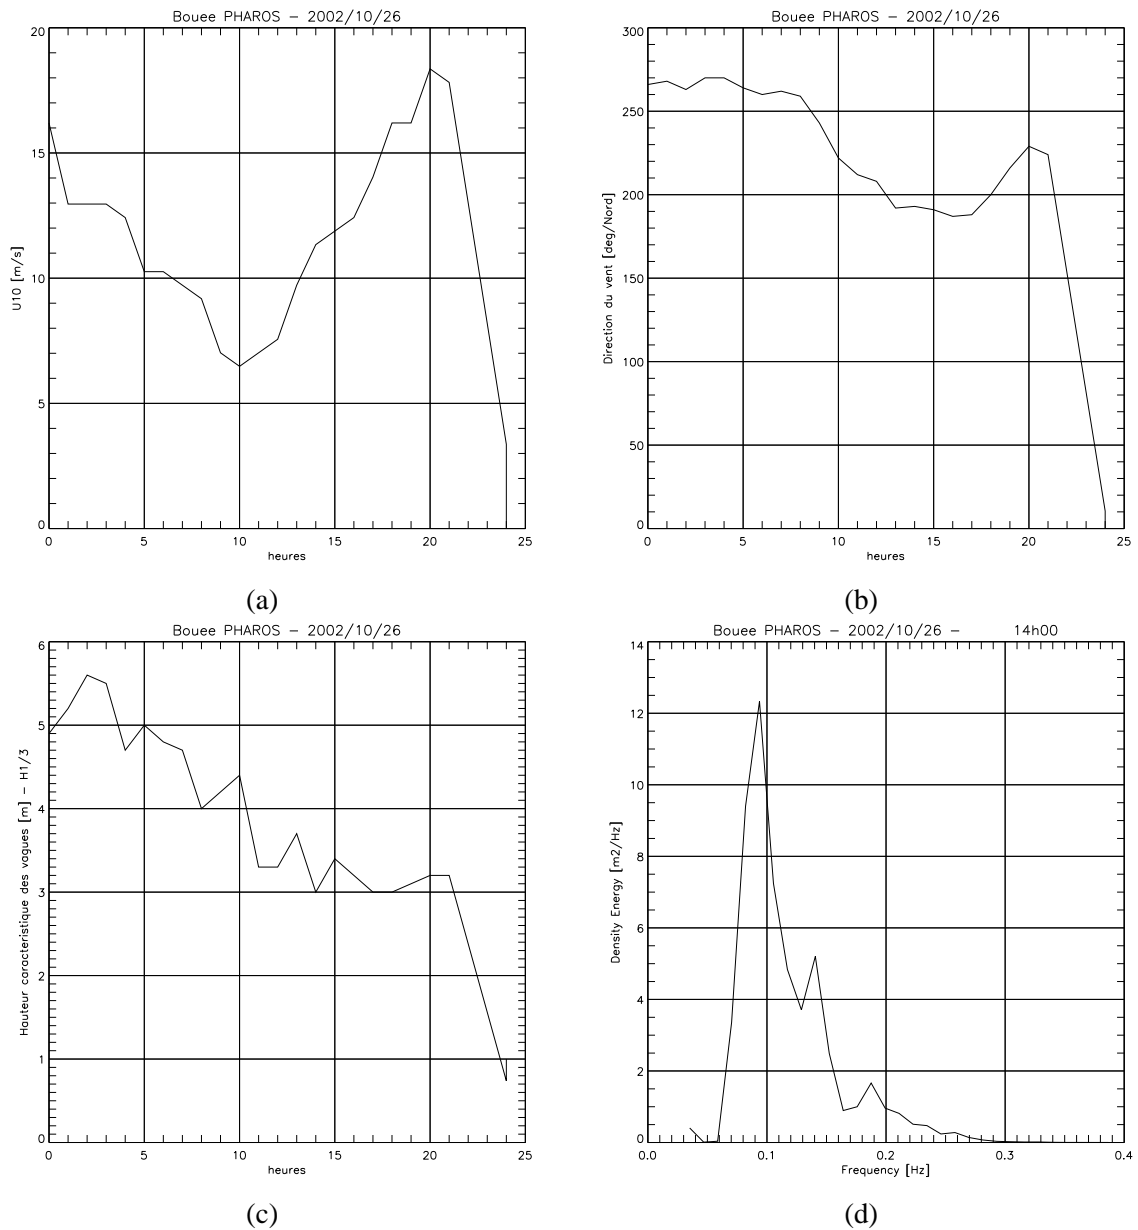 Bouee PHAROS - 2002/10/26
20
15
10
5
0
U10 [m/s]
0 5 10 15 20 25
heures
(a)
Bouee PHAROS - 2002/10/26
300
250
200
150
100
50
0
Direction du vent [deg/Nord]
0 5 10 15 20 25
heures
(b)
Bouee PHAROS - 2002/10/26
6
5
4
3
2
1
0
Hauteur caracteristique des vagues [m] - H1/3
0 5 10 15 20 25
heures
(c)
Bouee PHAROS - 2002/10/26 - 14h00
14
12
10
8
6
4
2
0
Density Energy [m2/Hz]
0.0 0.1 0.2 0.3 0.4
Frequency [Hz]
(d)